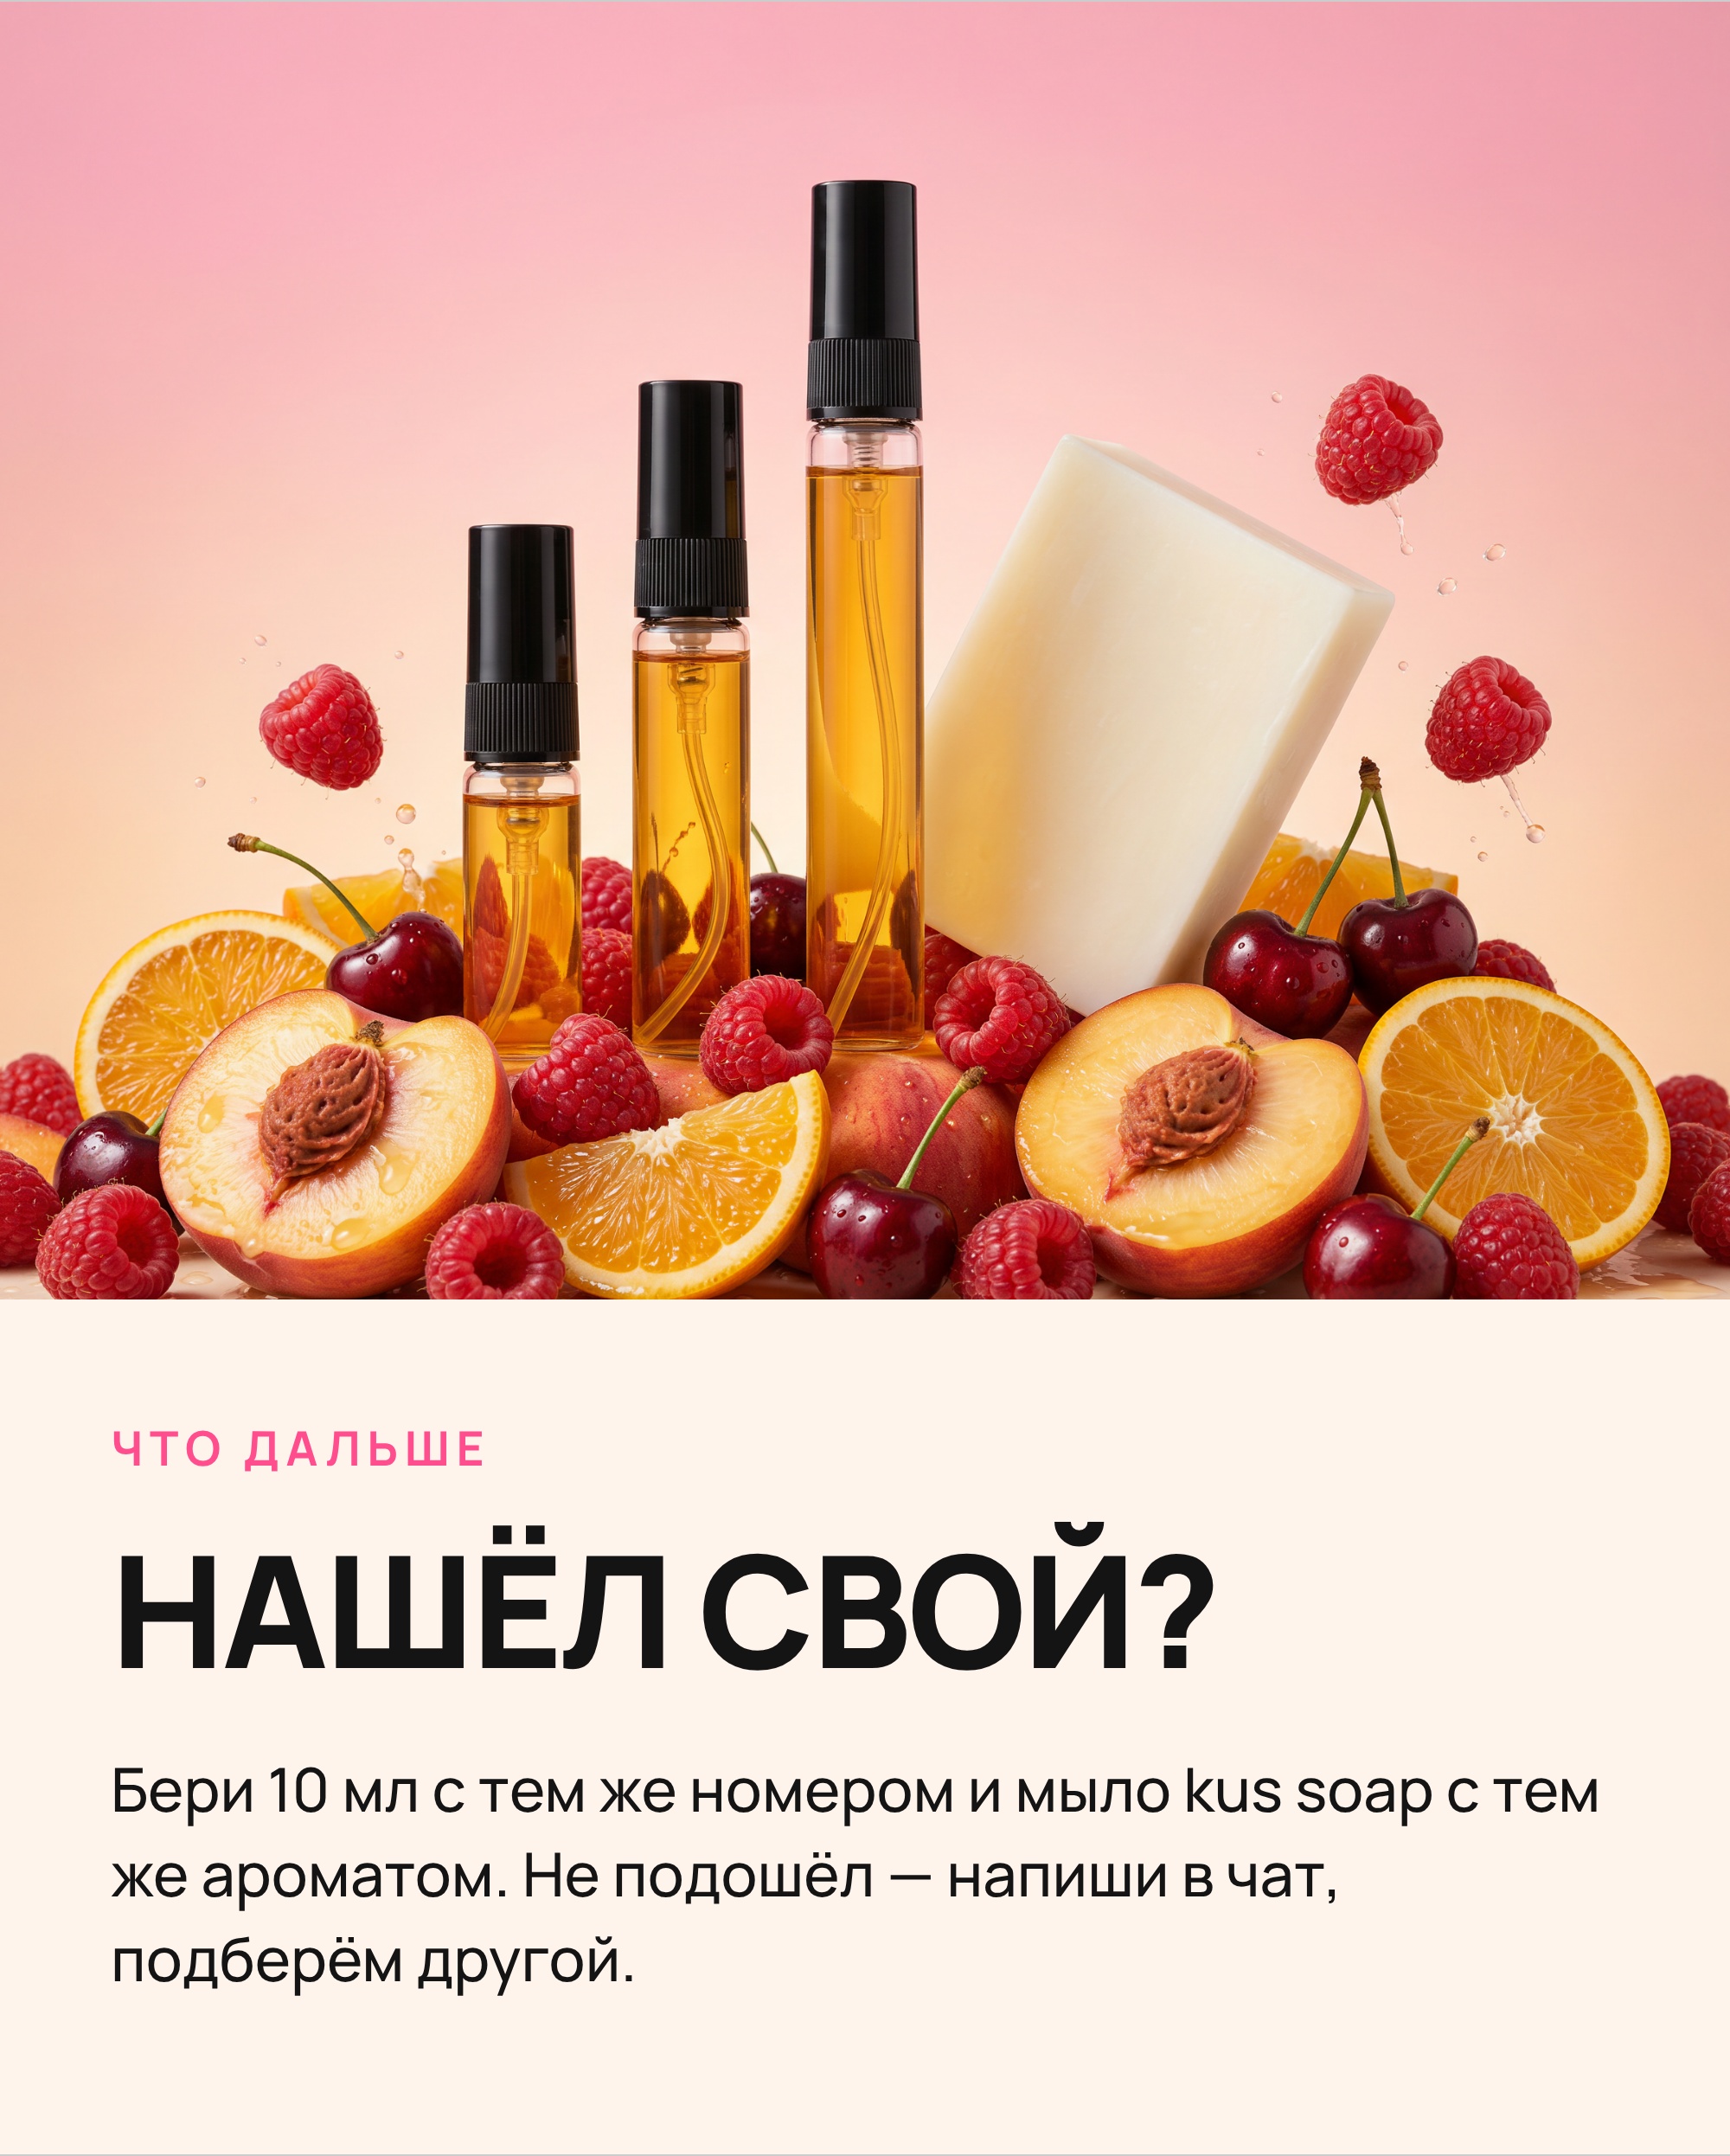 ЧТО ДАЛЬШЕ
НАШЁЛ СВОЙ?
Бери 10 мл с тем же номером и мыло kus soap с тем
же ароматом. Не подошёл — напиши в чат,
подберём другой.